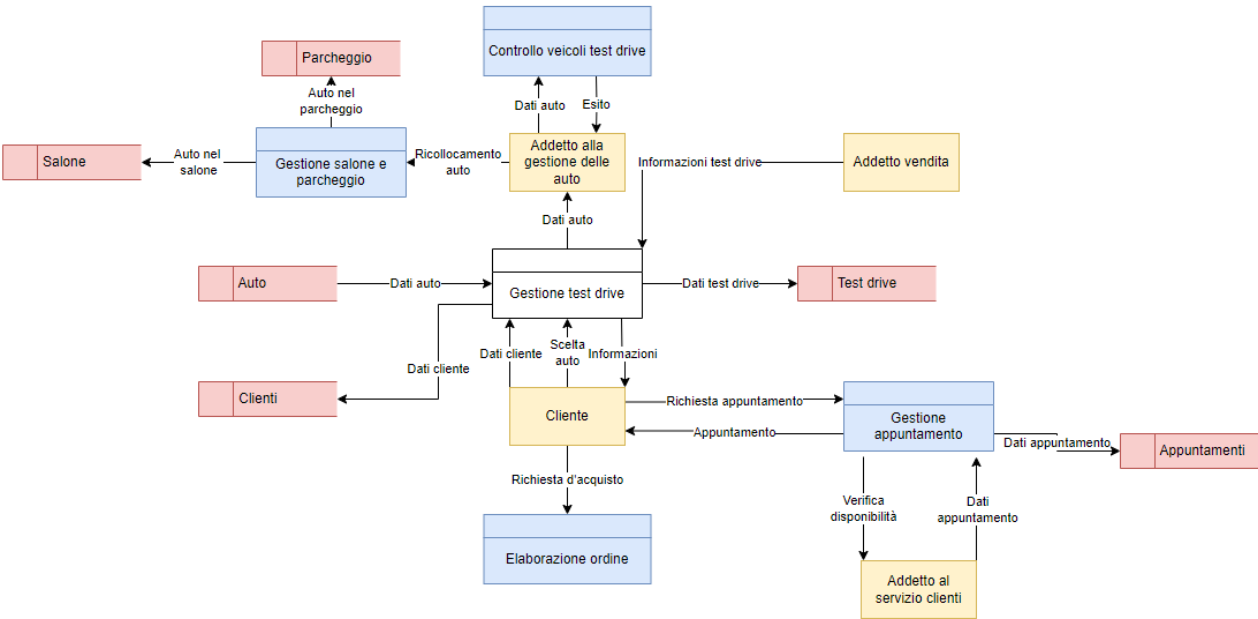 Controllo veicoli test drive
Parcheggio
Auto nel
parcheggio
Dati auto
Esito
Salone
Auto nel
salone
Gestione salone e
parcheggio
Ricollocamento
auto
Addetto alla
gestione delle
auto
Informazioni test drive
Addetto vendita
Dati auto
Auto
Dati auto
Gestione test drive
Dati test drive
Test drive
Dati cliente
Dati cliente
Scelta
auto
Informazioni
Clienti
Cliente
Richiesta appuntamento
Appuntamento
Gestione
appuntamento
Dati appuntamento
Appuntamenti
Richiesta d'acquisto
Verifica
disponibilità
Dati
appuntamento
Elaborazione ordine
Addetto al
servizio clienti